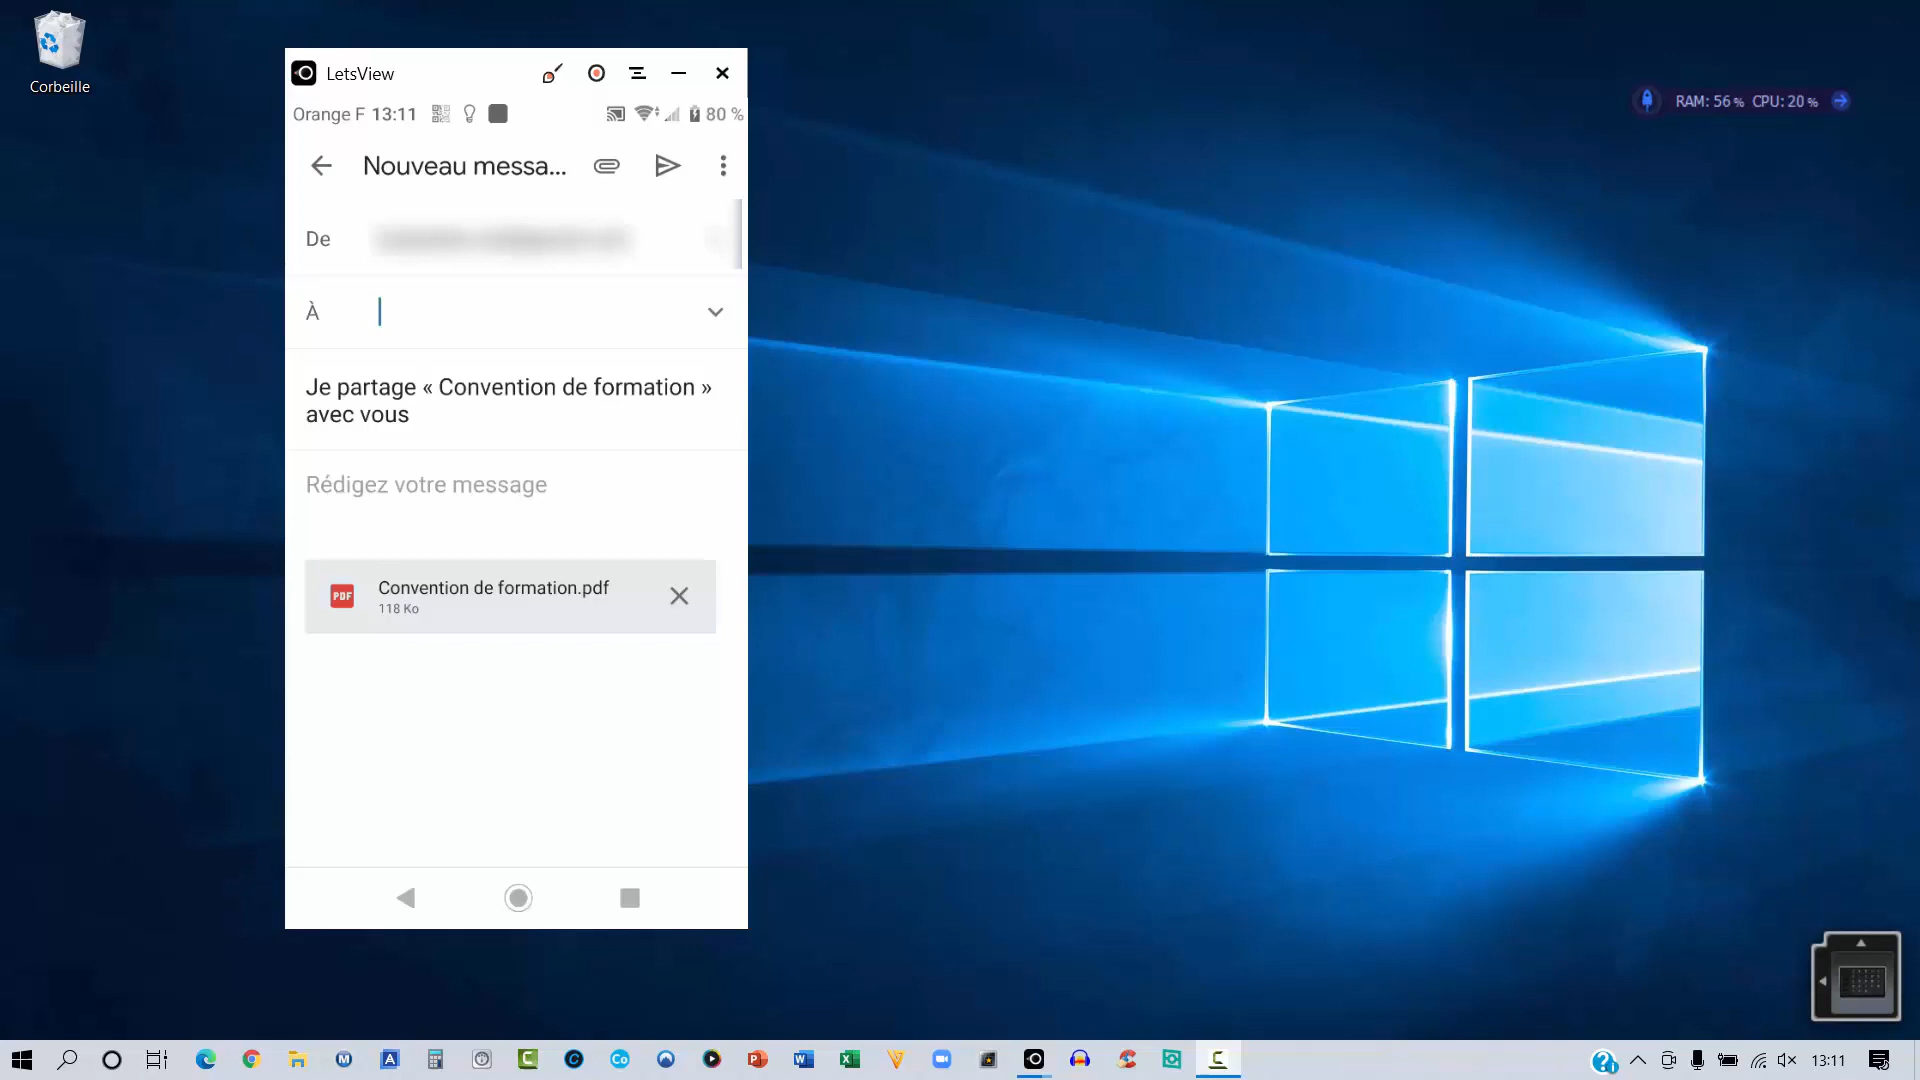 Corbeille
LetsView
RAM: 56 % CPU: 20 %
Orange F 13:11 80 %
Nouveau messa...
De
À
Je partage « Convention de formation »
avec vous
Rédigez votre message
PDF
Convention de formation.pdf
118 Ko
13:11